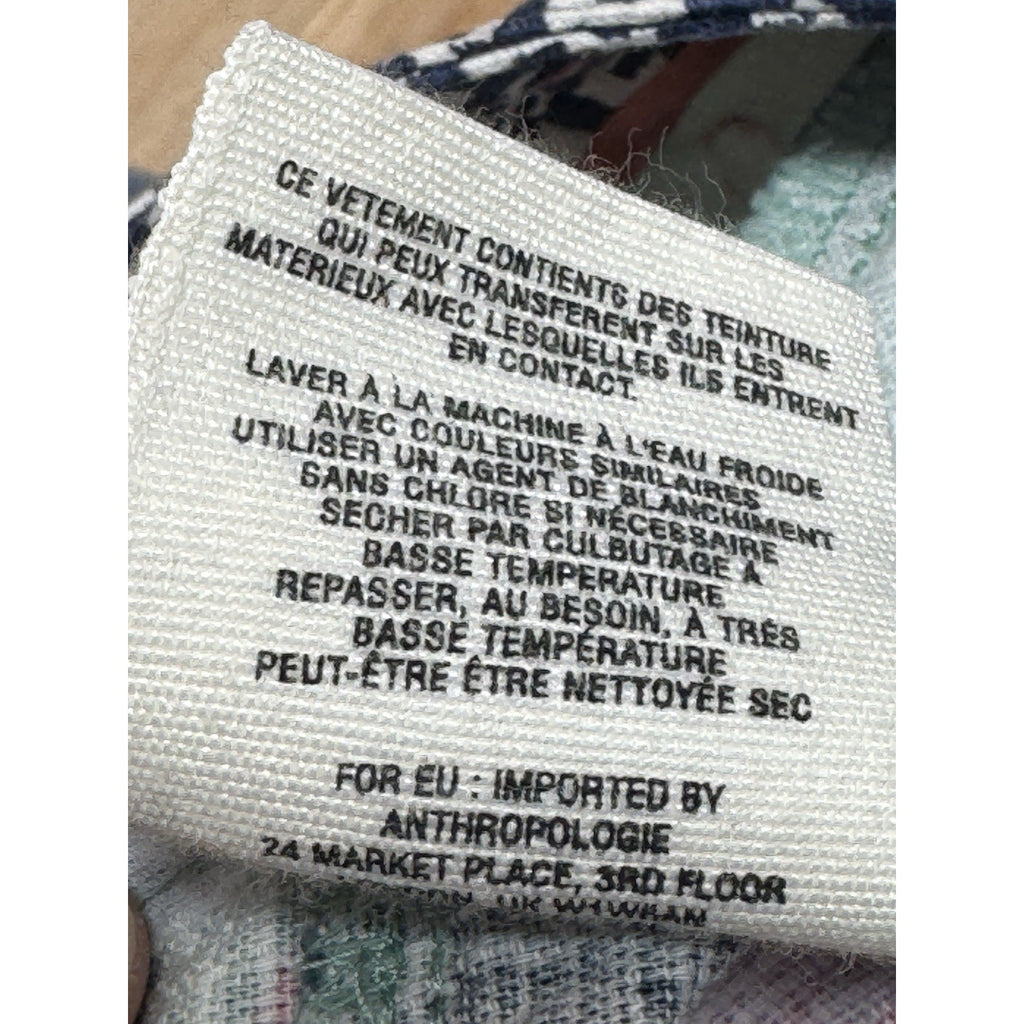 CE VETEMENT CONTIENTS DES TEINTURE
QUI PEUX TRANSFERENT SUR LES
MATERIEUX AVEC LESQUELLES ILS ENTRENT
EN CONTACT.
LAVER À LA MACHINE À L'EAU FROIDE
AVEC COULEURS SIMILAIRES
UTILISER UN AGENT DE BLANCHIMENT
SANS CHLORE SI NÉCESSAIRE
SECHER PAR CULBUTAGE À
BASSE TEMPERATURE
REPASSER, AU BESOIN, À TRÉS
BASSE TEMPÉRATURE
PEUT-ÊTRE ÊTRE NETTOYÉE SEC
FOR EU : IMPORTED BY
ANTHROPOLOGIE
24 MARKET PLACE, 3RD FLOOR
UK